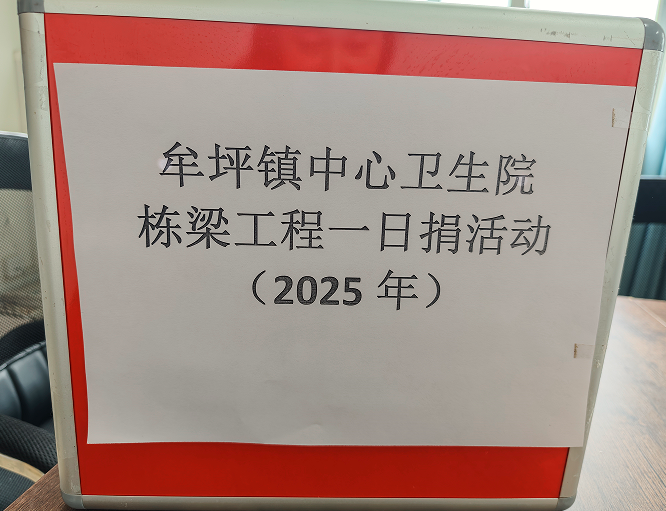 牟坪镇中心卫生院
栋梁工程一日捐活动
（2025 年）